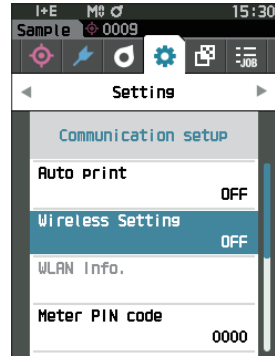 I+E M0 15:30
Sample 0009
JOB
Setting
Communication setup
Auto print
OFF
Wireless Setting
OFF
WLAN Info.
Meter PIN code
0000